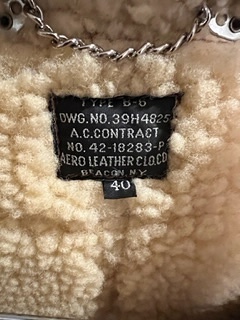 TYPE B-6
DWG.NO.39H4825
A.C.CONTRACT
NO. 42-18283-P
AERO LEATHER CLO.CO.
BEACON, N.Y.
40